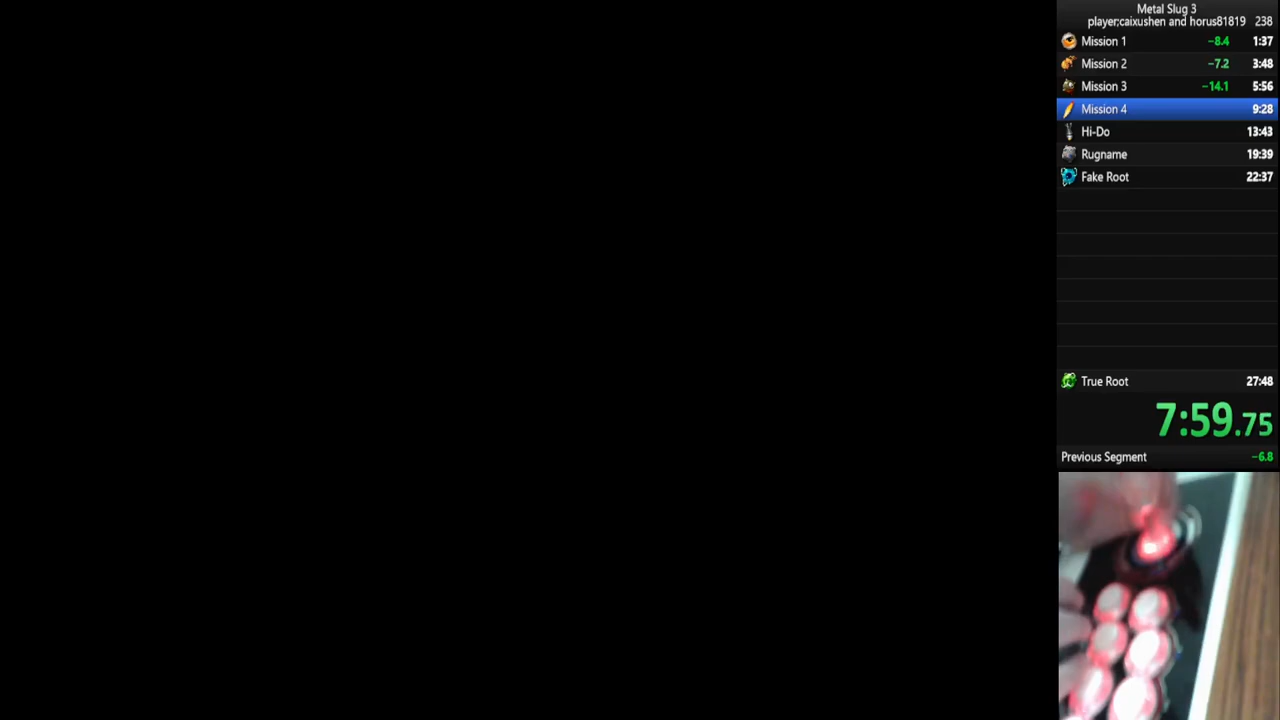 Metal Slug 3
player;caixushen and horus81819 238
Mission 1 -8.4 1:37
Mission 2 -7.2 3:48
Mission 3 -14.1 5:56
Mission 4 9:28
Hi-Do 13:43
Rugname 19:39
Fake Root 22:37
True Root 27:48
7:59.75
Previous Segment -6.8